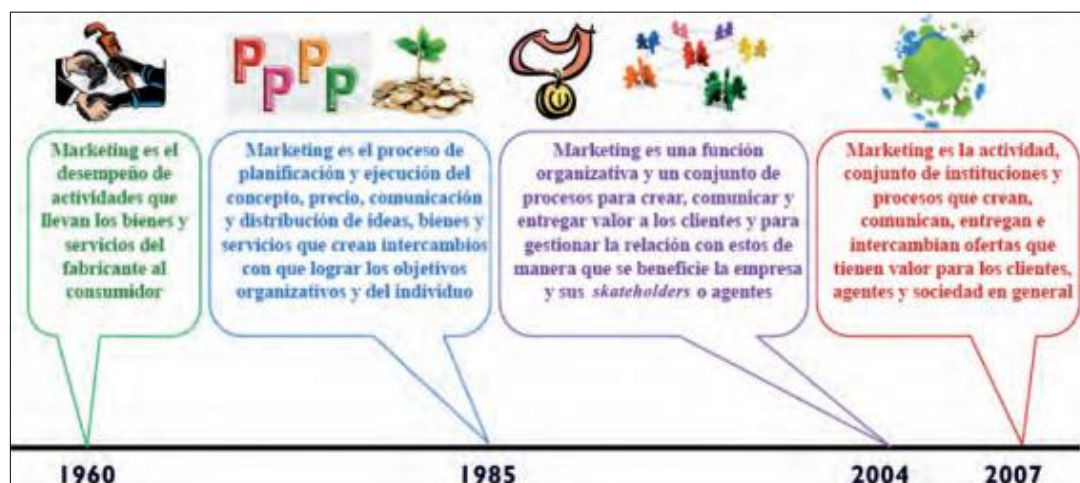 P P P P
Marketing es el
desempeño de
actividades que
llevan los bienes y
servicios del
fabricante al
consumidor
Marketing es el proceso de
planificación y ejecución del
concepto, precio, comunicación
y distribución de ideas, bienes y
servicios que crean intercambios
con que lograr los objetivos
organizativos y del individuo
Marketing es una función
organizativa y un conjunto de
procesos para crear, comunicar y
entregar valor a los clientes y para
gestionar la relación con estos de
manera que se beneficie la empresa
y sus skateholders o agentes
Marketing es la actividad,
conjunto de instituciones y
procesos que crean,
comunican, entregan e
intercambian ofertas que
tienen valor para los clientes,
agentes y sociedad en general
1960
1985
2004
2007